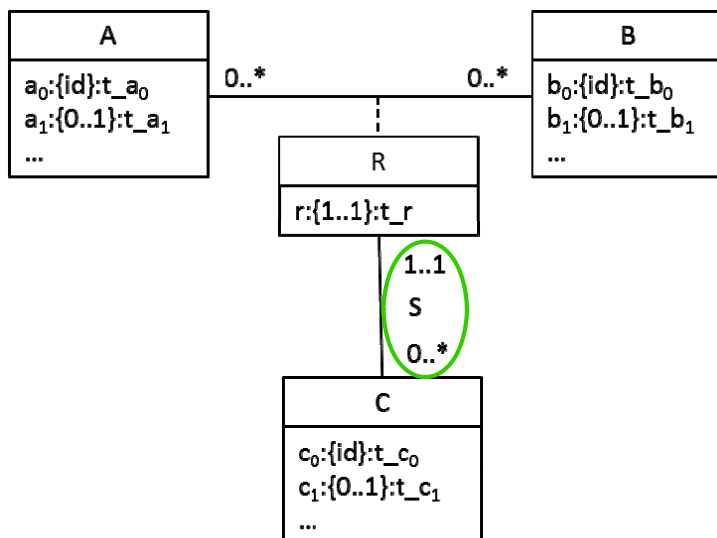 A
a₀:{id}:t_a₀
a₁:{0..1}:t_a₁
...
0..*
0..*
B
b₀:{id}:t_b₀
b₁:{0..1}:t_b₁
...
R
r:{1..1}:t_r
1..1
S
0..*
C
c₀:{id}:t_c₀
c₁:{0..1}:t_c₁
...